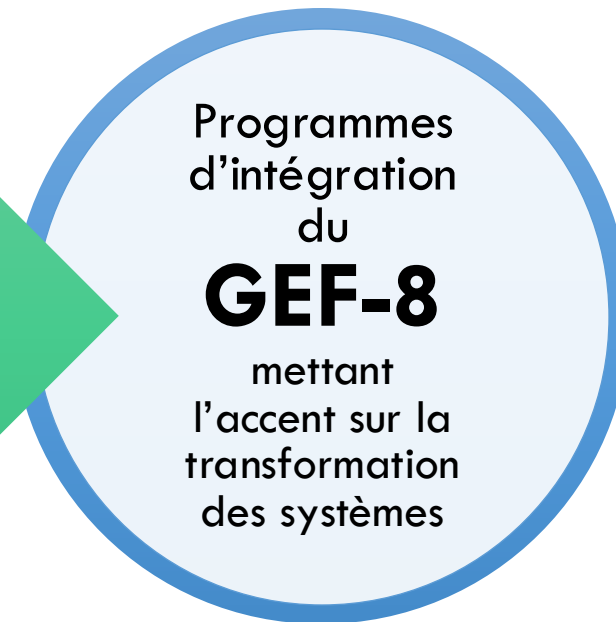 Programmes
d’intégration
du
GEF-8
mettant
l’accent sur la
transformation
des systèmes